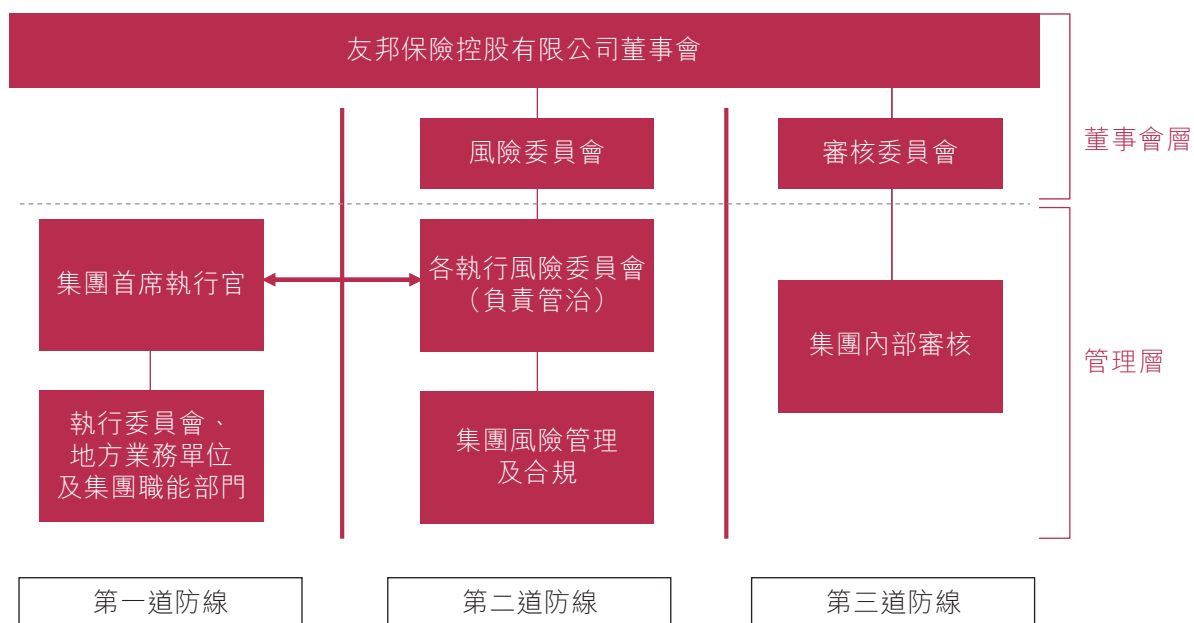 友邦保險控股有限公司董事會
風險委員會
審核委員會
董事會層
集團首席執行官
各執行風險委員會
（負責管治）
集團內部審核
管理層
執行委員會、
地方業務單位
及集團職能部門
集團風險管理
及合規
第一道防線
第二道防線
第三道防線